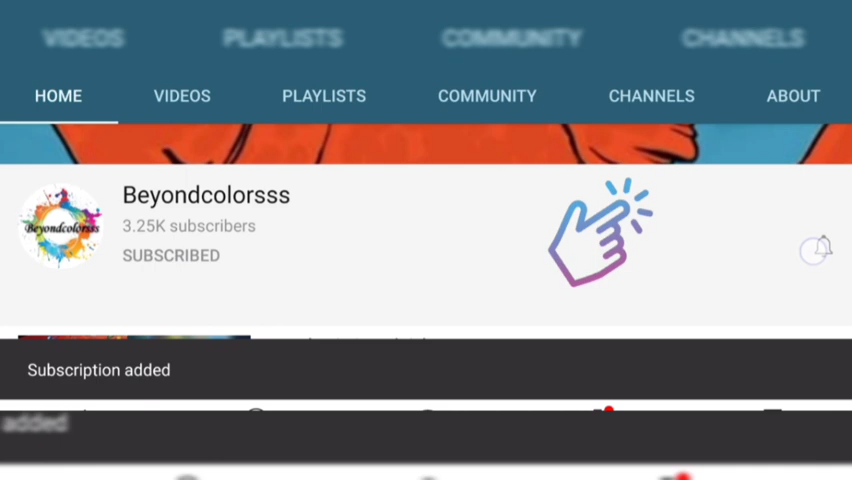 VIDEOS PLAYLISTS COMMUNITY CHANNELS
HOME VIDEOS PLAYLISTS COMMUNITY CHANNELS ABOUT
Beyondcolorsss
Beyondcolorsss
3.25K subscribers
SUBSCRIBED
Subscription added
added